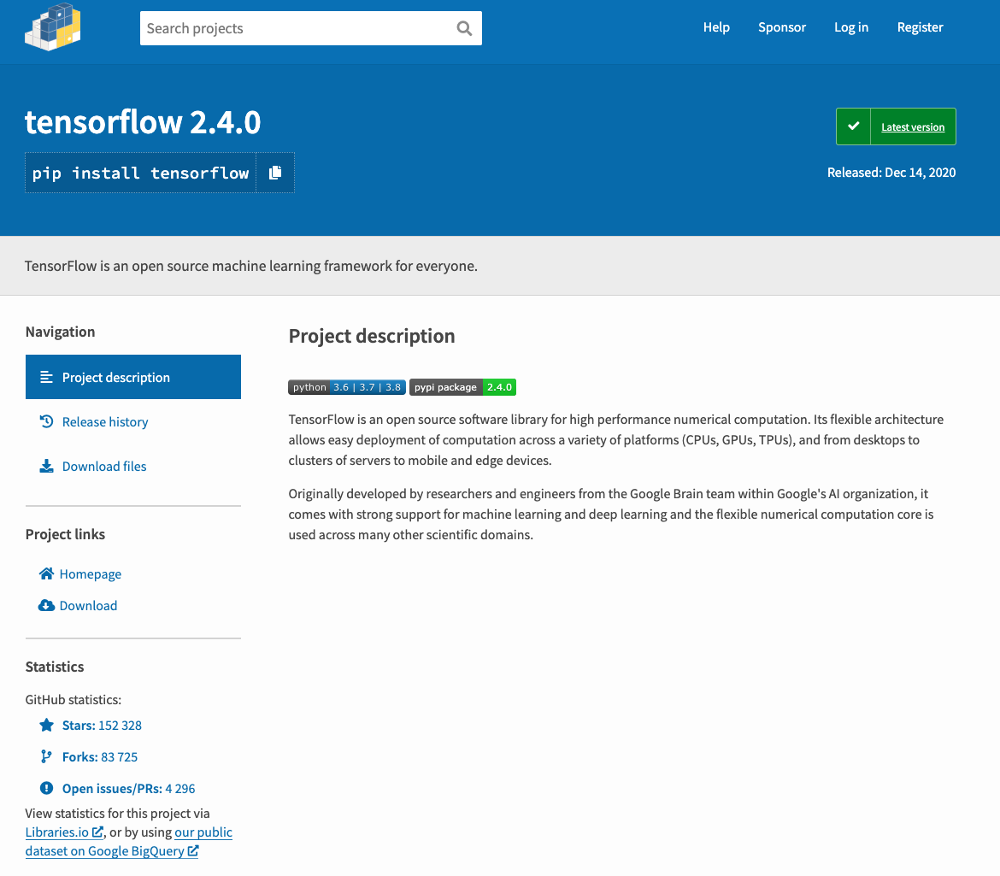 Search projects
Help
Sponsor
Log in
Register
tensorflow 2.4.0
pip install tensorflow
Latest version
Released: Dec 14, 2020
TensorFlow is an open source machine learning framework for everyone.
Navigation
Project description
Release history
Download files
Project links
Homepage
Download
Statistics
GitHub statistics:
Stars: 152 328
Forks: 83 725
Open issues/PRs: 4 296
View statistics for this project via
Libraries.io, or by using our public
dataset on Google BigQuery
Project description
python 3.6 | 3.7 | 3.8 pypi package 2.4.0
TensorFlow is an open source software library for high performance numerical computation. Its flexible architecture
allows easy deployment of computation across a variety of platforms (CPUs, GPUs, TPUs), and from desktops to
clusters of servers to mobile and edge devices.
Originally developed by researchers and engineers from the Google Brain team within Google's AI organization, it
comes with strong support for machine learning and deep learning and the flexible numerical computation core is
used across many other scientific domains.